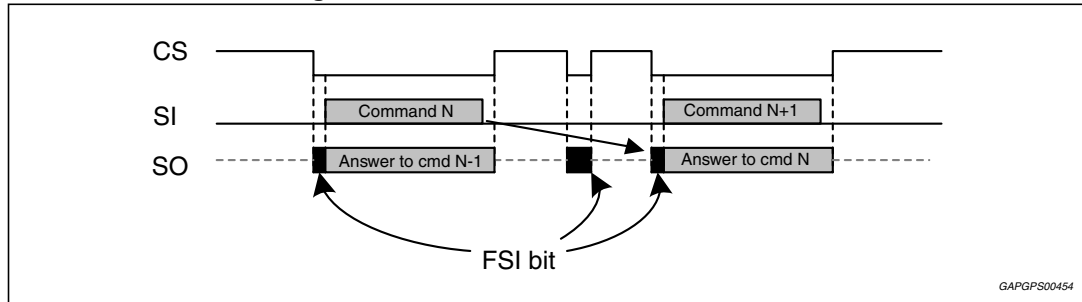 CS
SI
Command N
Command N+1
SO
Answer to cmd N-1
Answer to cmd N
FSI bit
GAPGPS00454